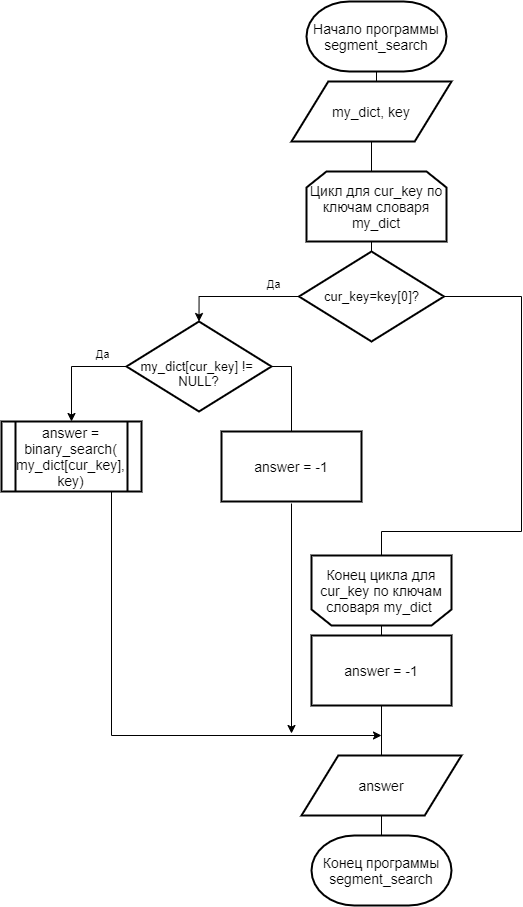 Начало программы
segment_search
my_dict, key
Цикл для cur_key по
ключам словаря
my_dict
Да
cur_key=key[0]?
Да
my_dict[cur_key] !=
NULL?
answer =
binary_search(
my_dict[cur_key],
key)
answer = -1
Конец цикла для
cur_key по ключам
словаря my_dict
answer = -1
answer
Конец программы
segment_search